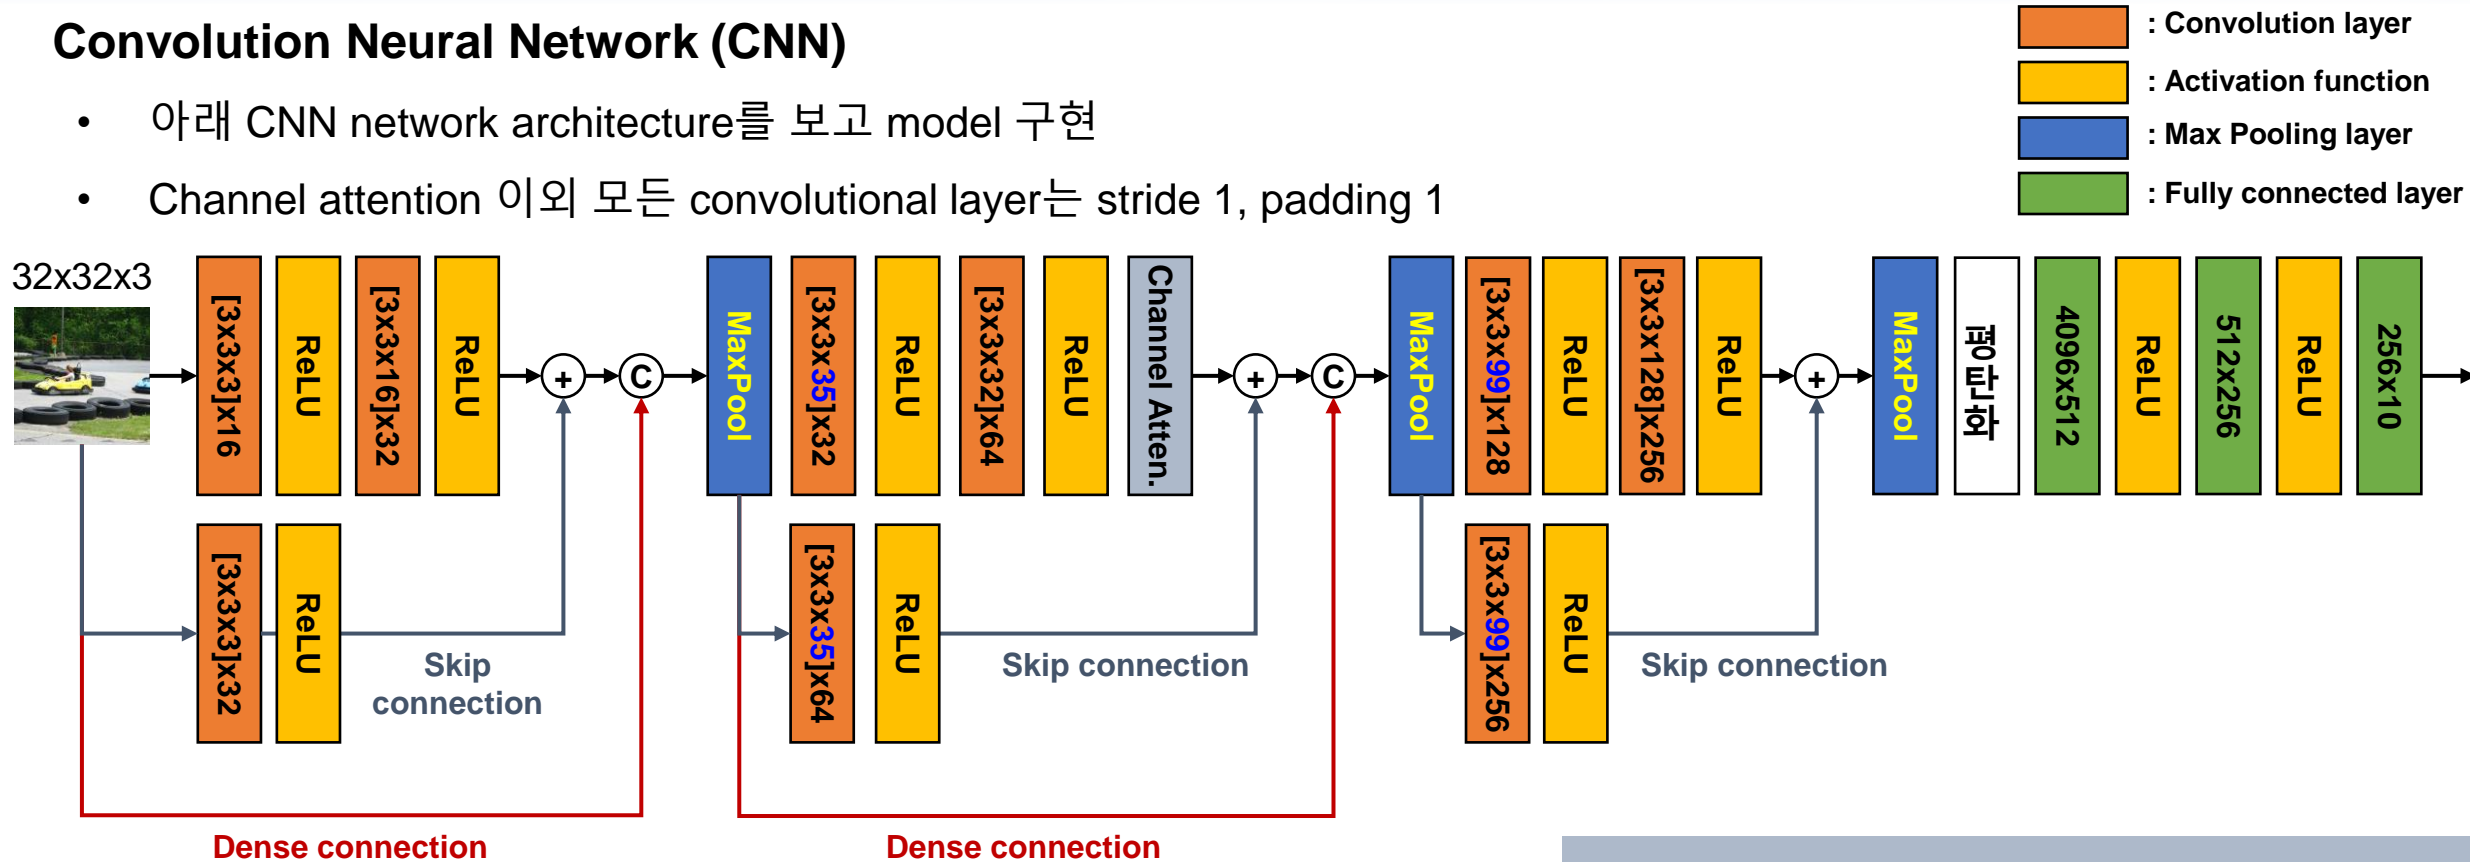 Convolution Neural Network (CNN)
• 아래 CNN network architecture를 보고 model 구현
• Channel attention 이외 모든 convolutional layer는 stride 1, padding 1
: Convolution layer
: Activation function
: Max Pooling layer
: Fully connected layer
32x32x3
[3x3x3]x16
ReLU
[3x3x16]x32
ReLU
+
C
MaxPool
[3x3x35]x32
ReLU
[3x3x32]x64
ReLU
Channel Atten.
+
C
MaxPool
[3x3x99]x128
ReLU
[3x3x128]x256
ReLU
+
MaxPool
평탄화
4096x512
ReLU
512x256
ReLU
256x10
[3x3x3]x32
ReLU
Skip
connection
[3x3x35]x64
ReLU
Skip connection
[3x3x99]x256
ReLU
Skip connection
Dense connection
Dense connection